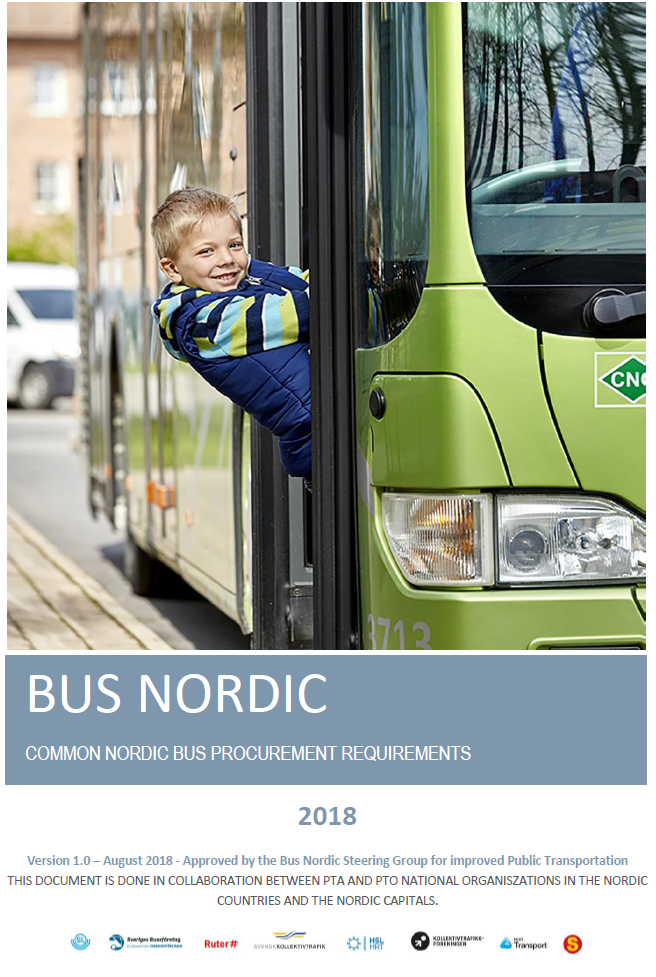 CNG
3713
BUS NORDIC
COMMON NORDIC BUS PROCUREMENT REQUIREMENTS
2018
Version 1.0 – August 2018 - Approved by the Bus Nordic Steering Group for improved Public Transportation
THIS DOCUMENT IS DONE IN COLLABORATION BETWEEN PTA AND PTO NATIONAL ORGANISZATIONS IN THE NORDIC
COUNTRIES AND THE NORDIC CAPITALS.
SL
Sveriges Bussföretag
Ruter#
SVENSKKOLLEKTIVTRAFIK
HSL
HRT
KOLLEKTIVTRAFIKK-
FORENINGEN
NHO
Transport
S